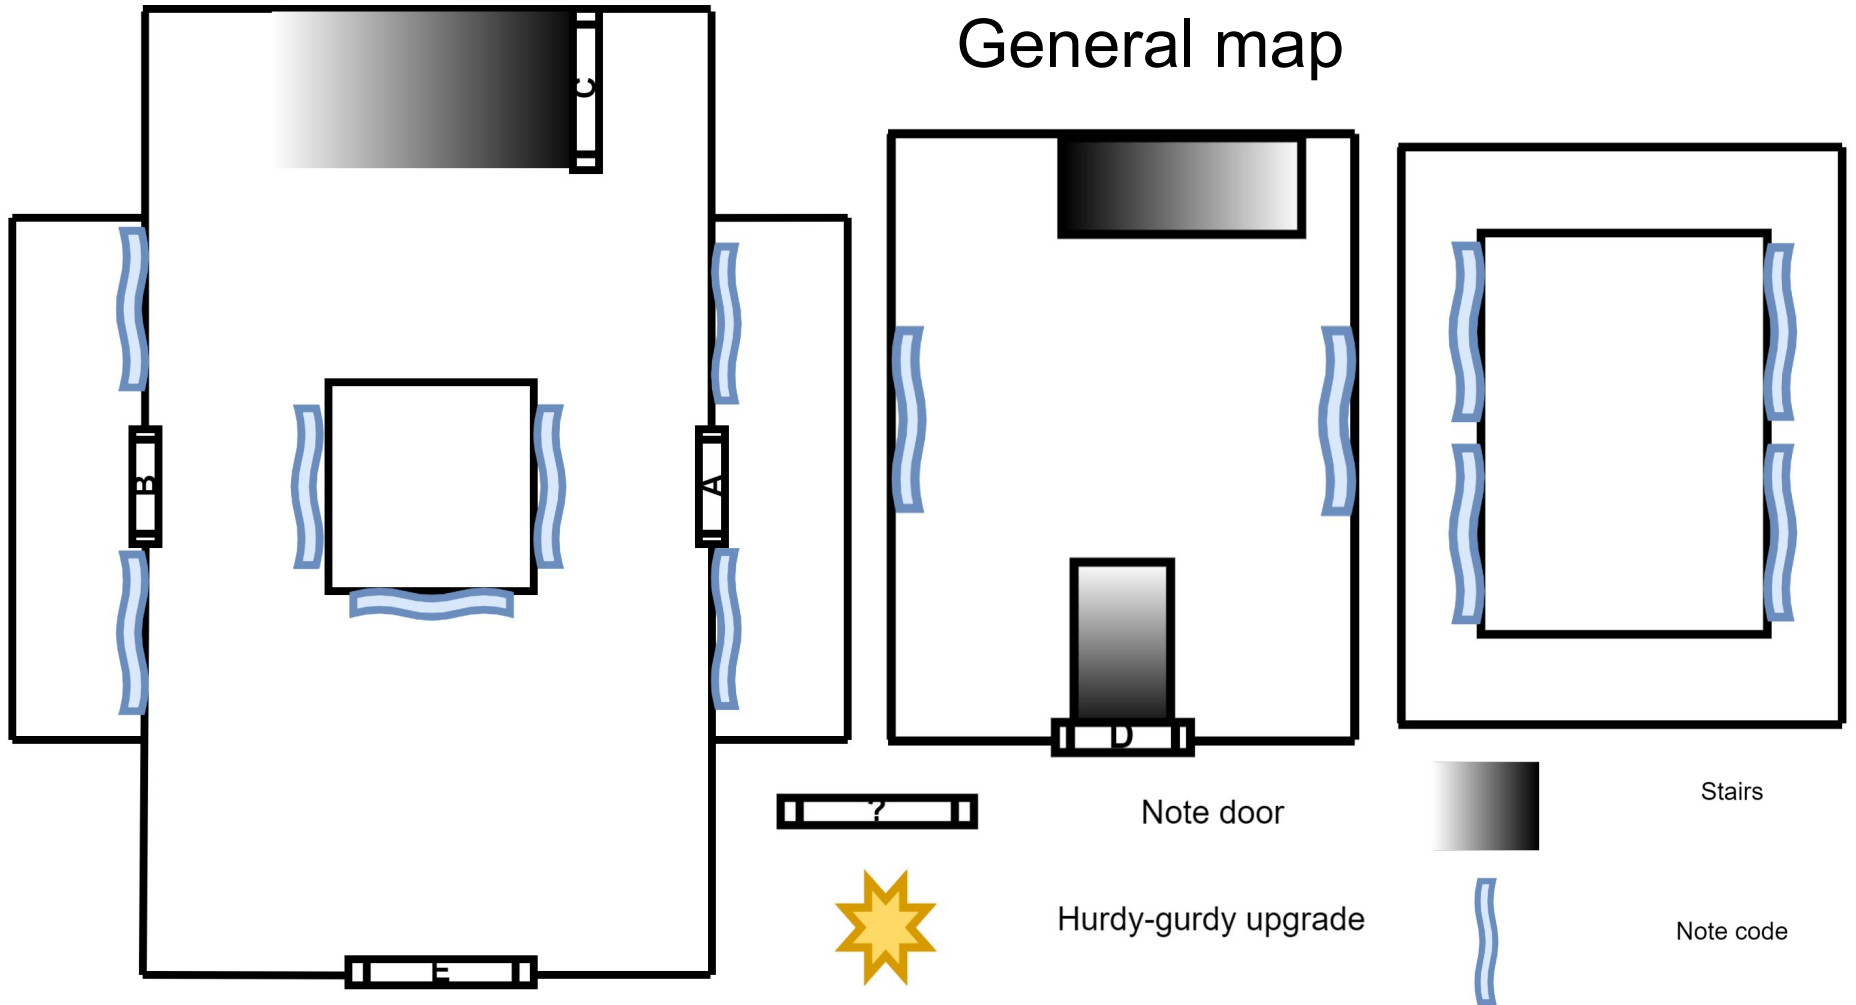 General map
C
B
A
D
E
?
Note door
Stairs
Hurdy-gurdy upgrade
Note code